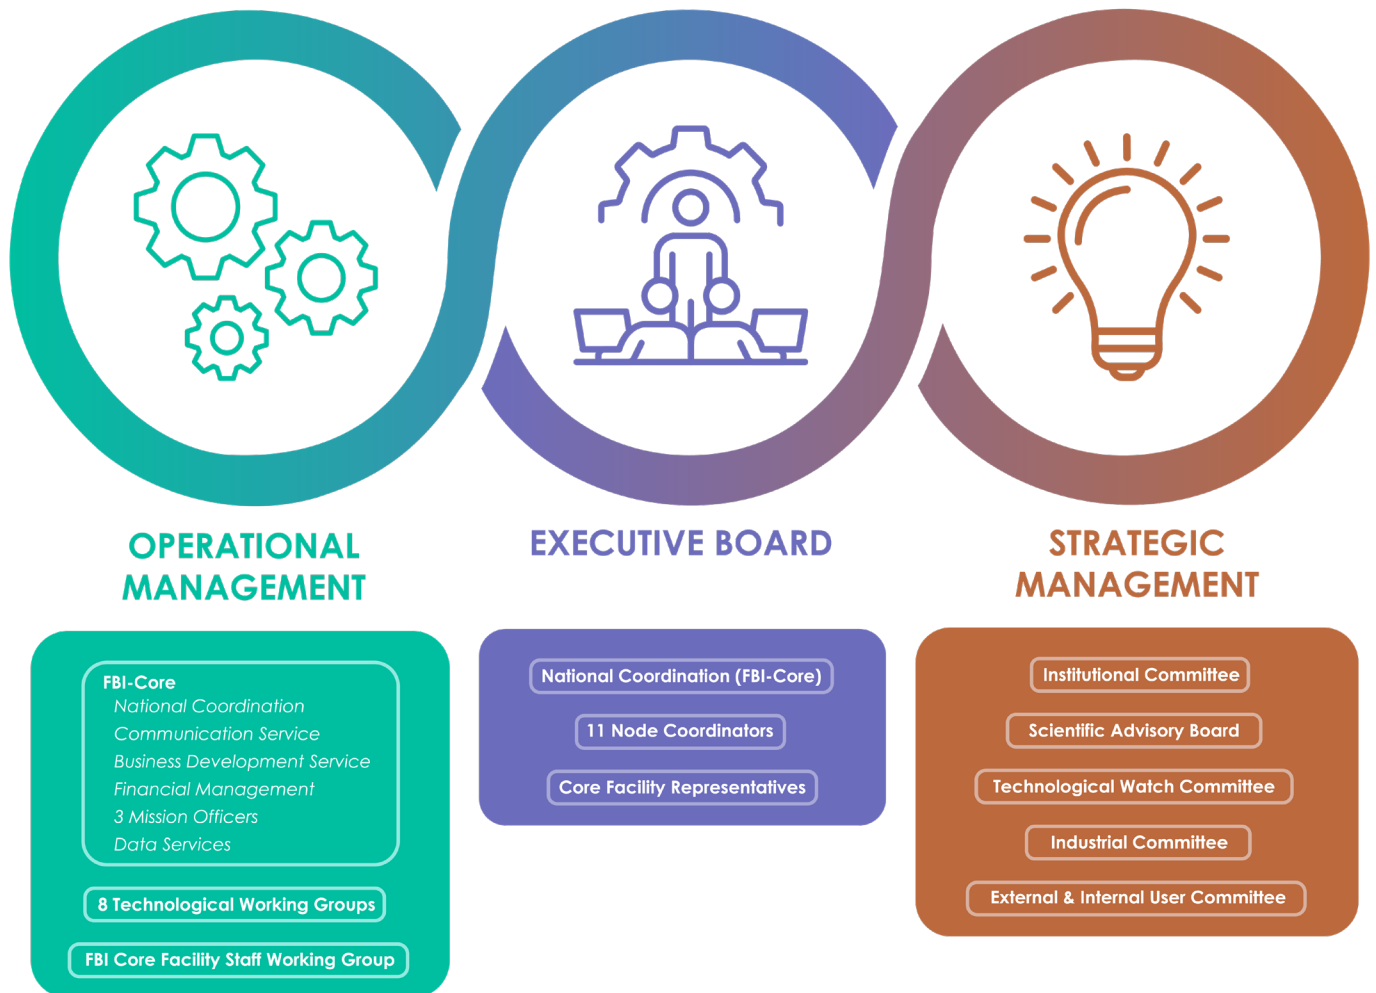 OPERATIONAL
MANAGEMENT
FBI-Core
National Coordination
Communication Service
Business Development Service
Financial Management
3 Mission Officers
Data Services
8 Technological Working Groups
FBI Core Facility Staff Working Group
EXECUTIVE BOARD
National Coordination (FBI-Core)
11 Node Coordinators
Core Facility Representatives
STRATEGIC
MANAGEMENT
Institutional Committee
Scientific Advisory Board
Technological Watch Committee
Industrial Committee
External & Internal User Committee